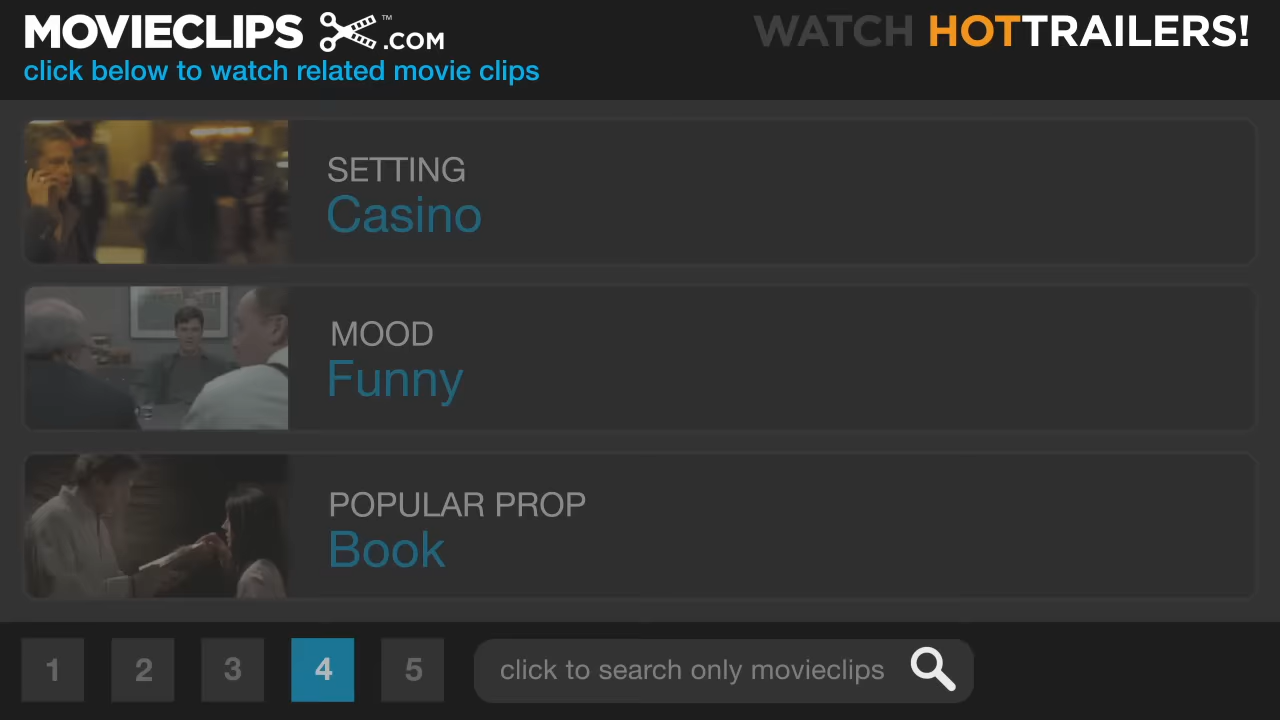 MOVIECLIPS ™ .COM
WATCH HOTTRAILERS!
click below to watch related movie clips
SETTING
Casino
MOOD
Funny
POPULAR PROP
Book
1 2 3 4 5
click to search only movieclips